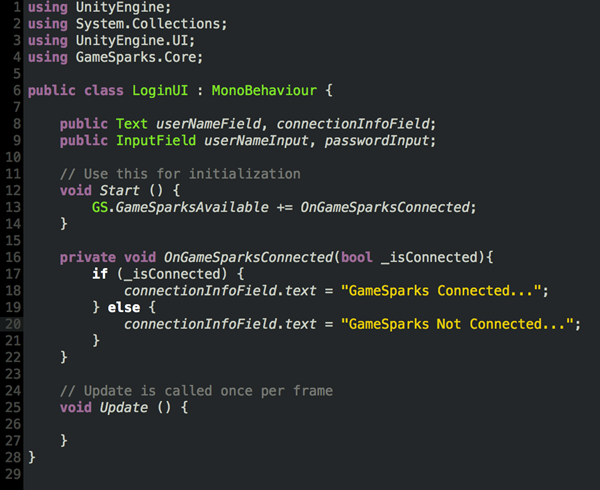 1 using UnityEngine;
2 using System.Collections;
3 using UnityEngine.UI;
4 using GameSparks.Core;
5
6 public class LoginUI : MonoBehaviour {
7
8     public Text userNameField, connectionInfoField;
9     public InputField userNameInput, passwordInput;
10
11     // Use this for initialization
12     void Start () {
13         GS.GameSparksAvailable += OnGameSparksConnected;
14     }
15
16     private void OnGameSparksConnected(bool _isConnected){
17         if (_isConnected) {
18             connectionInfoField.text = "GameSparks Connected...";
19         } else {
20             connectionInfoField.text = "GameSparks Not Connected...";
21         }
22     }
23
24     // Update is called once per frame
25     void Update () {
26
27     }
28 }
29